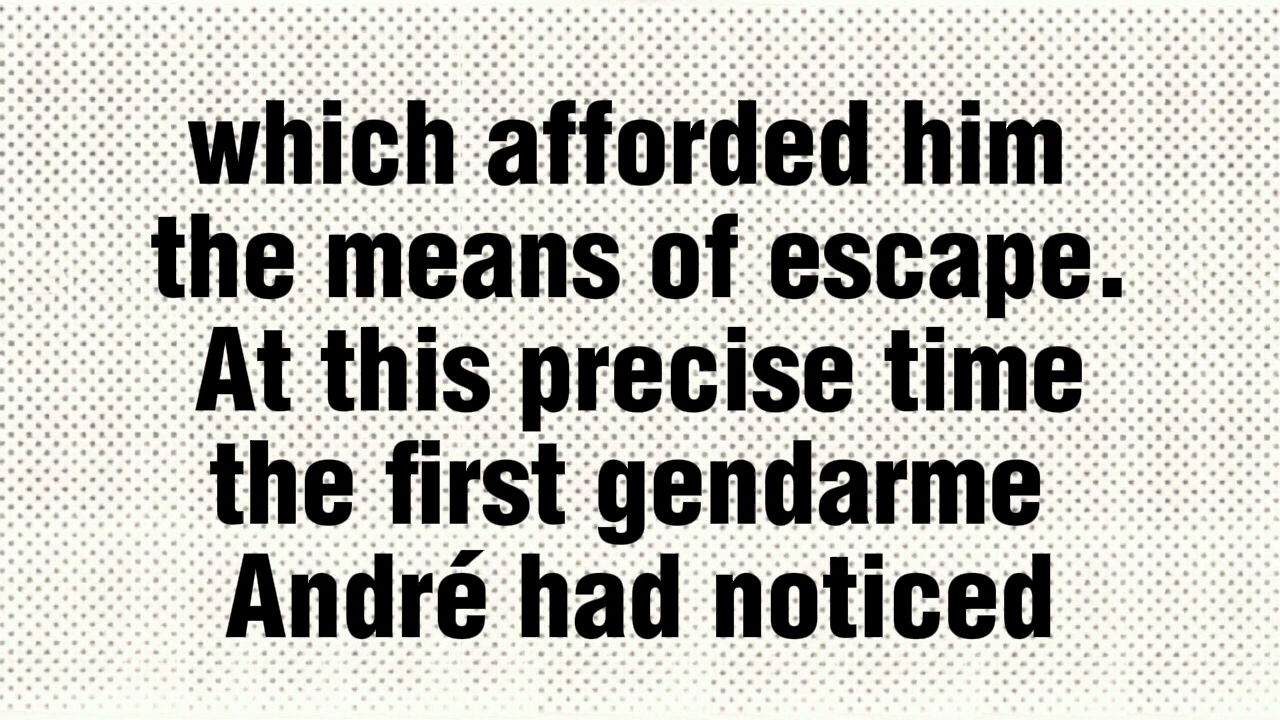 which afforded him
the means of escape.
At this precise time
the first gendarme
André had noticed